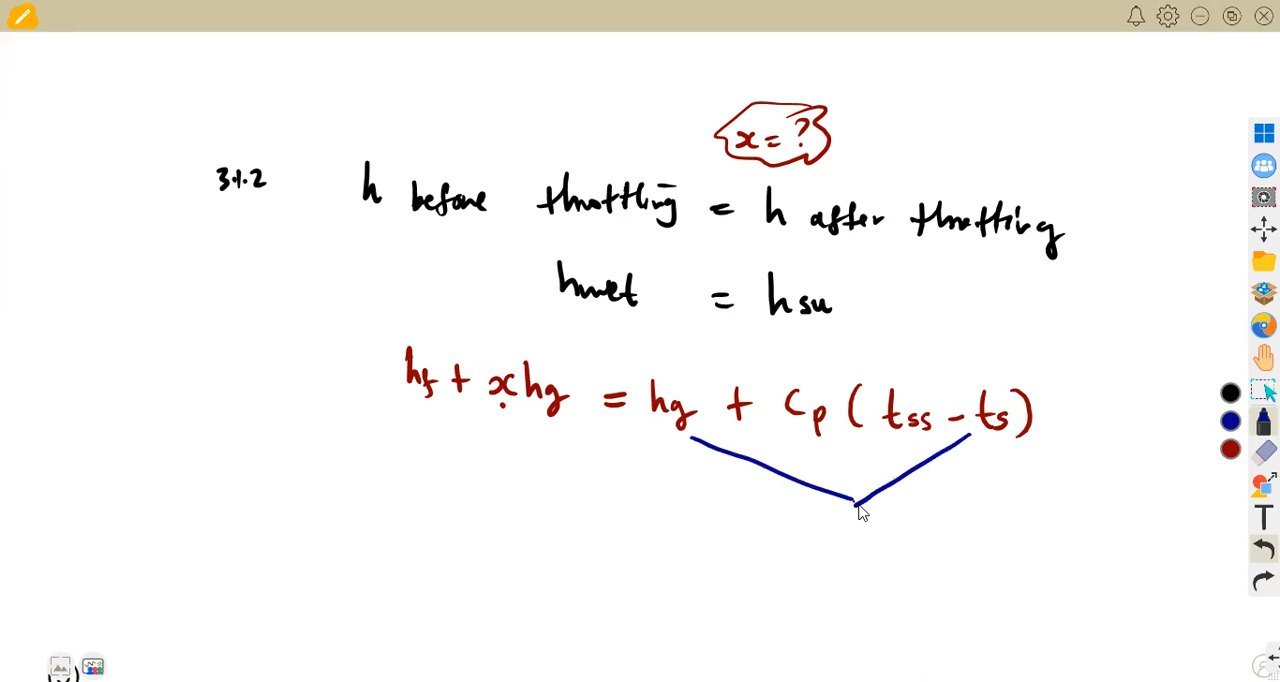 x = ?
3.1.2 h before throttling = h after throttling
hwet = hsu
hf + xhg = hg + Cp ( tss - ts )
T